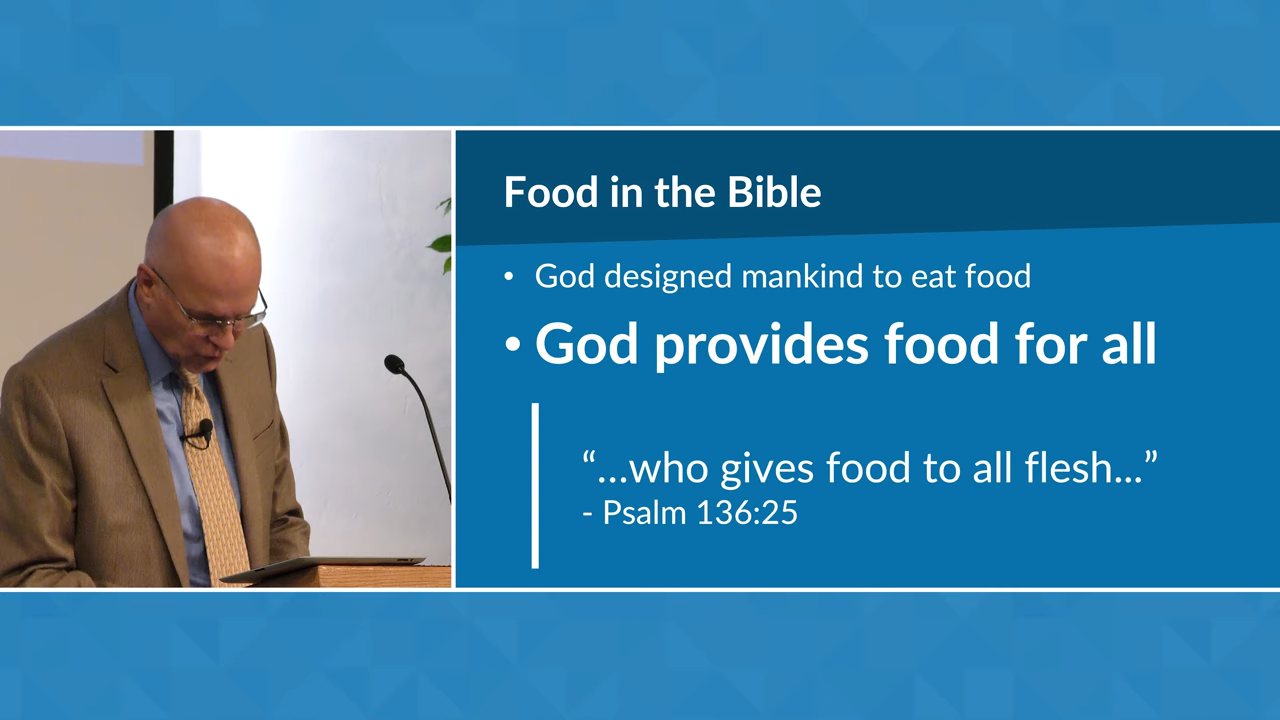 Food in the Bible
• God designed mankind to eat food
• God provides food for all
“...who gives food to all flesh...”
- Psalm 136:25